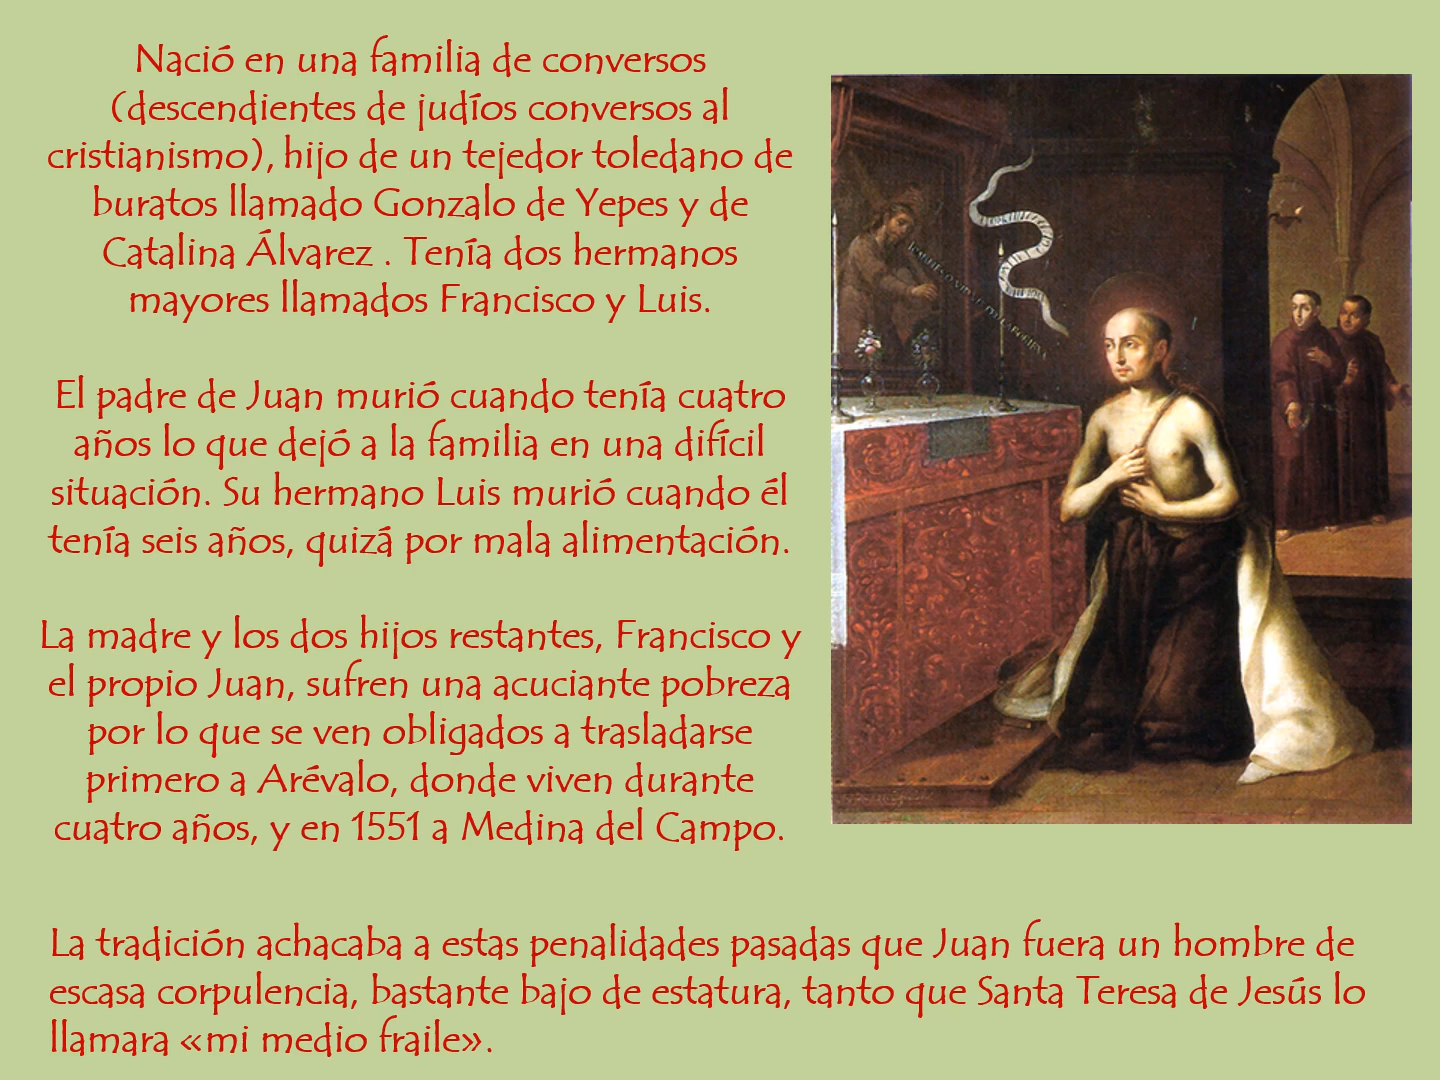 Nació en una familia de conversos
(descendientes de judíos conversos al
cristianismo), hijo de un tejedor toledano de
buratos llamado Gonzalo de Yepes y de
Catalina Álvarez . Tenía dos hermanos
mayores llamados Francisco y Luis.
El padre de Juan murió cuando tenía cuatro
años lo que dejó a la familia en una difícil
situación. Su hermano Luis murió cuando él
tenía seis años, quizá por mala alimentación.
La madre y los dos hijos restantes, Francisco y
el propio Juan, sufren una acuciante pobreza
por lo que se ven obligados a trasladarse
primero a Arévalo, donde viven durante
cuatro años, y en 1551 a Medina del Campo.
La tradición achacaba a estas penalidades pasadas que Juan fuera un hombre de
escasa corpulencia, bastante bajo de estatura, tanto que Santa Teresa de Jesús lo
llamara «mi medio fraile».